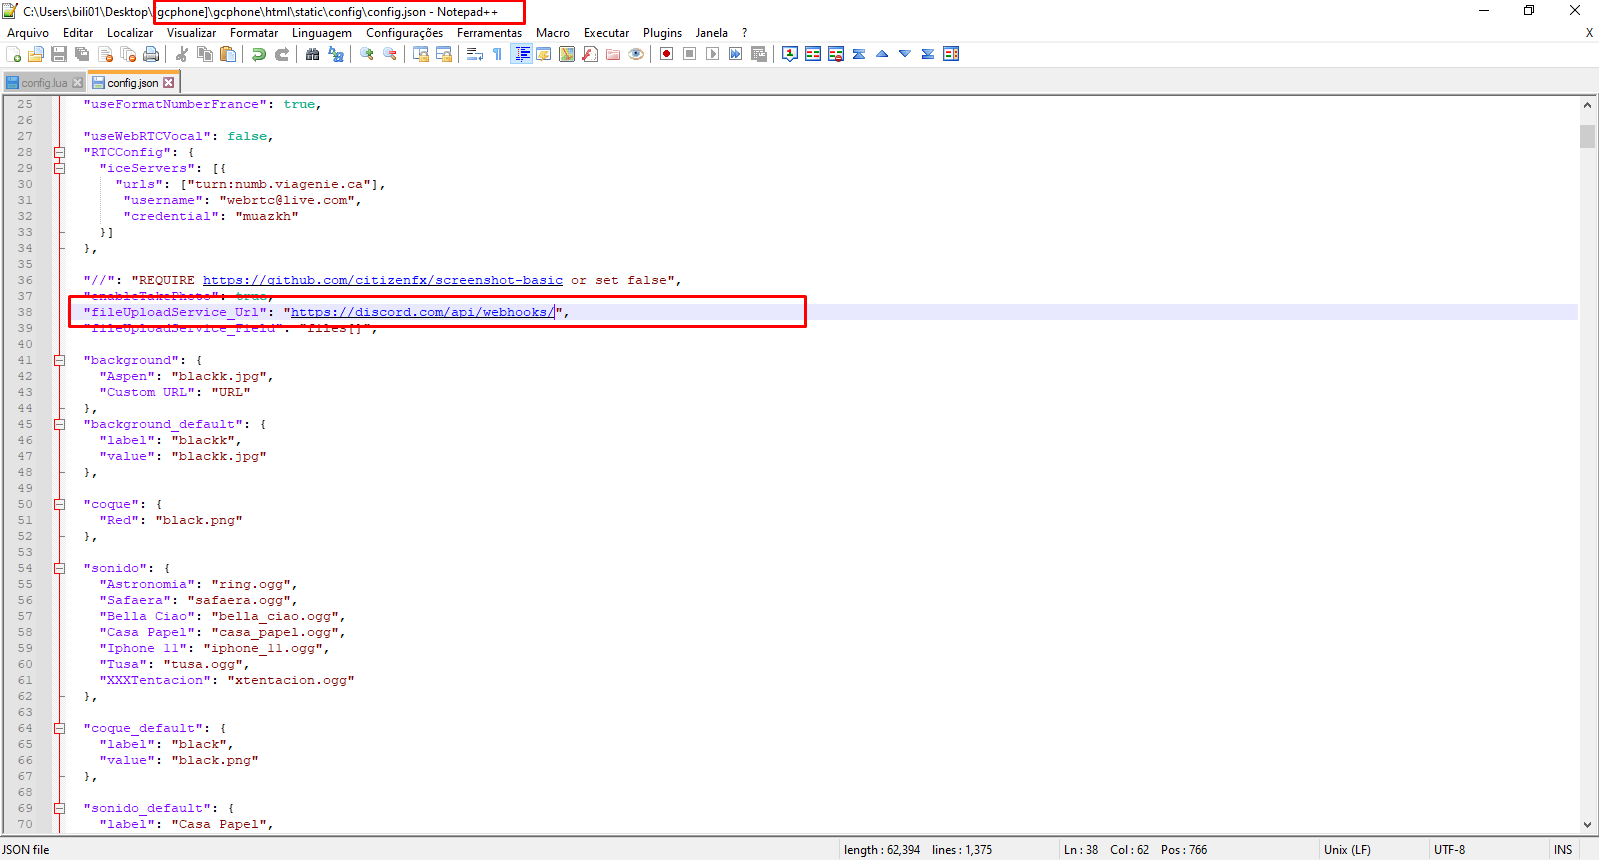 C:\Users\bili01\Desktop\gcphone]\gcphone\html\static\config\config.json - Notepad++
Arquivo Editar Localizar Visualizar Formatar Linguagem Configurações Ferramentas Macro Executar Plugins Janela ? X
config.lua config.json
25 "useFormatNumberFrance": true,
26
27 "useWebRTCVocal": false,
28 "RTCConfig": {
29 "iceServers": [{
30 "urls": ["turn:numb.viagenie.ca"],
31 "username": "webrtc@live.com",
32 "credential": "muazkh"
33 }]
34 },
35
36 "//": "REQUIRE https://github.com/citizenfx/screenshot-basic or set false",
37 "enableTakePhoto": true,
38 "fileUploadService_Url": "https://discord.com/api/webhooks/",
39 "fileUploadService_Field": "files[]",
40
41 "background": {
42 "Aspen": "blackk.jpg",
43 "Custom URL": "URL"
44 },
45 "background_default": {
46 "label": "blackk",
47 "value": "blackk.jpg"
48 },
49
50 "coque": {
51 "Red": "black.png"
52 },
53
54 "sonido": {
55 "Astronomia": "ring.ogg",
56 "Safaera": "safaera.ogg",
57 "Bella Ciao": "bella_ciao.ogg",
58 "Casa Papel": "casa_papel.ogg",
59 "Iphone 11": "iphone_11.ogg",
60 "Tusa": "tusa.ogg",
61 "XXXTentacion": "xtentacion.ogg"
62 },
63
64 "coque_default": {
65 "label": "black",
66 "value": "black.png"
67 },
68
69 "sonido_default": {
70 "label": "Casa Papel",
JSON file length : 62,394 lines : 1,375 Ln : 38 Col : 62 Pos : 766 Unix (LF) UTF-8 INS